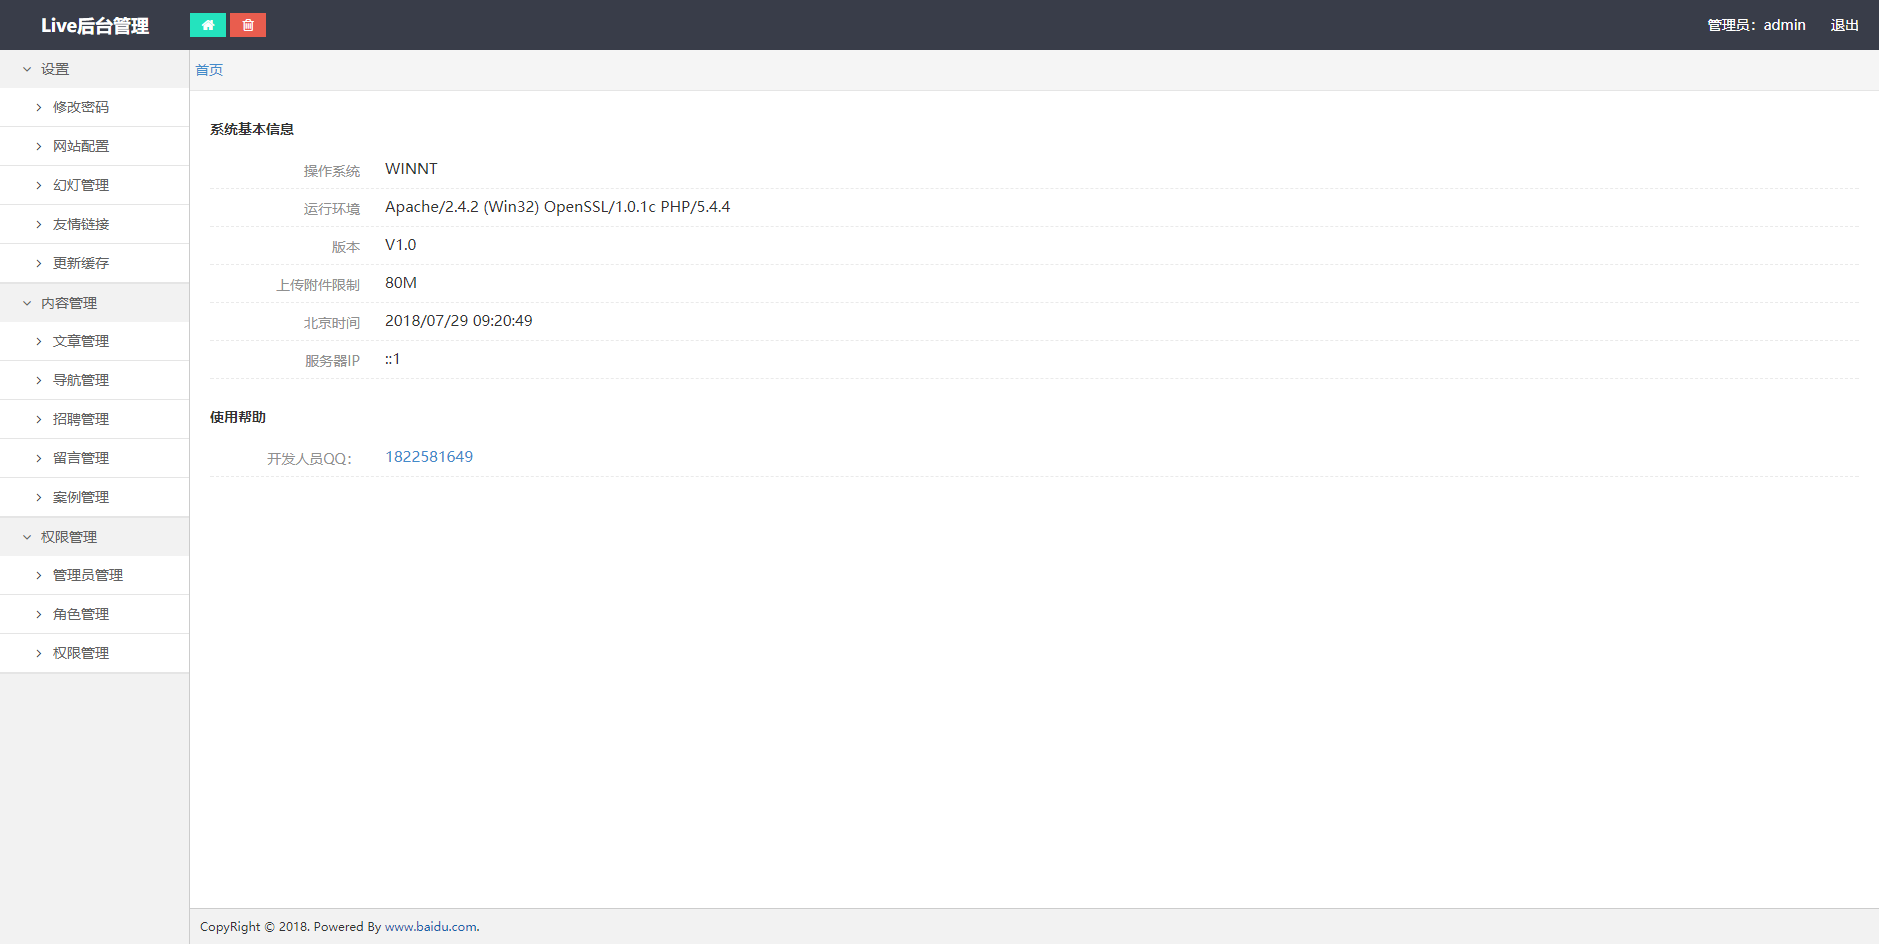 Live后台管理
管理员：admin 退出
设置
修改密码
网站配置
幻灯管理
友情链接
更新缓存
内容管理
文章管理
导航管理
招聘管理
留言管理
案例管理
权限管理
管理员管理
角色管理
权限管理
首页
系统基本信息
操作系统 WINNT
运行环境 Apache/2.4.2 (Win32) OpenSSL/1.0.1c PHP/5.4.4
版本 V1.0
上传附件限制 80M
北京时间 2018/07/29 09:20:49
服务器IP ::1
使用帮助
开发人员QQ： 1822581649
CopyRight © 2018. Powered By www.baidu.com.